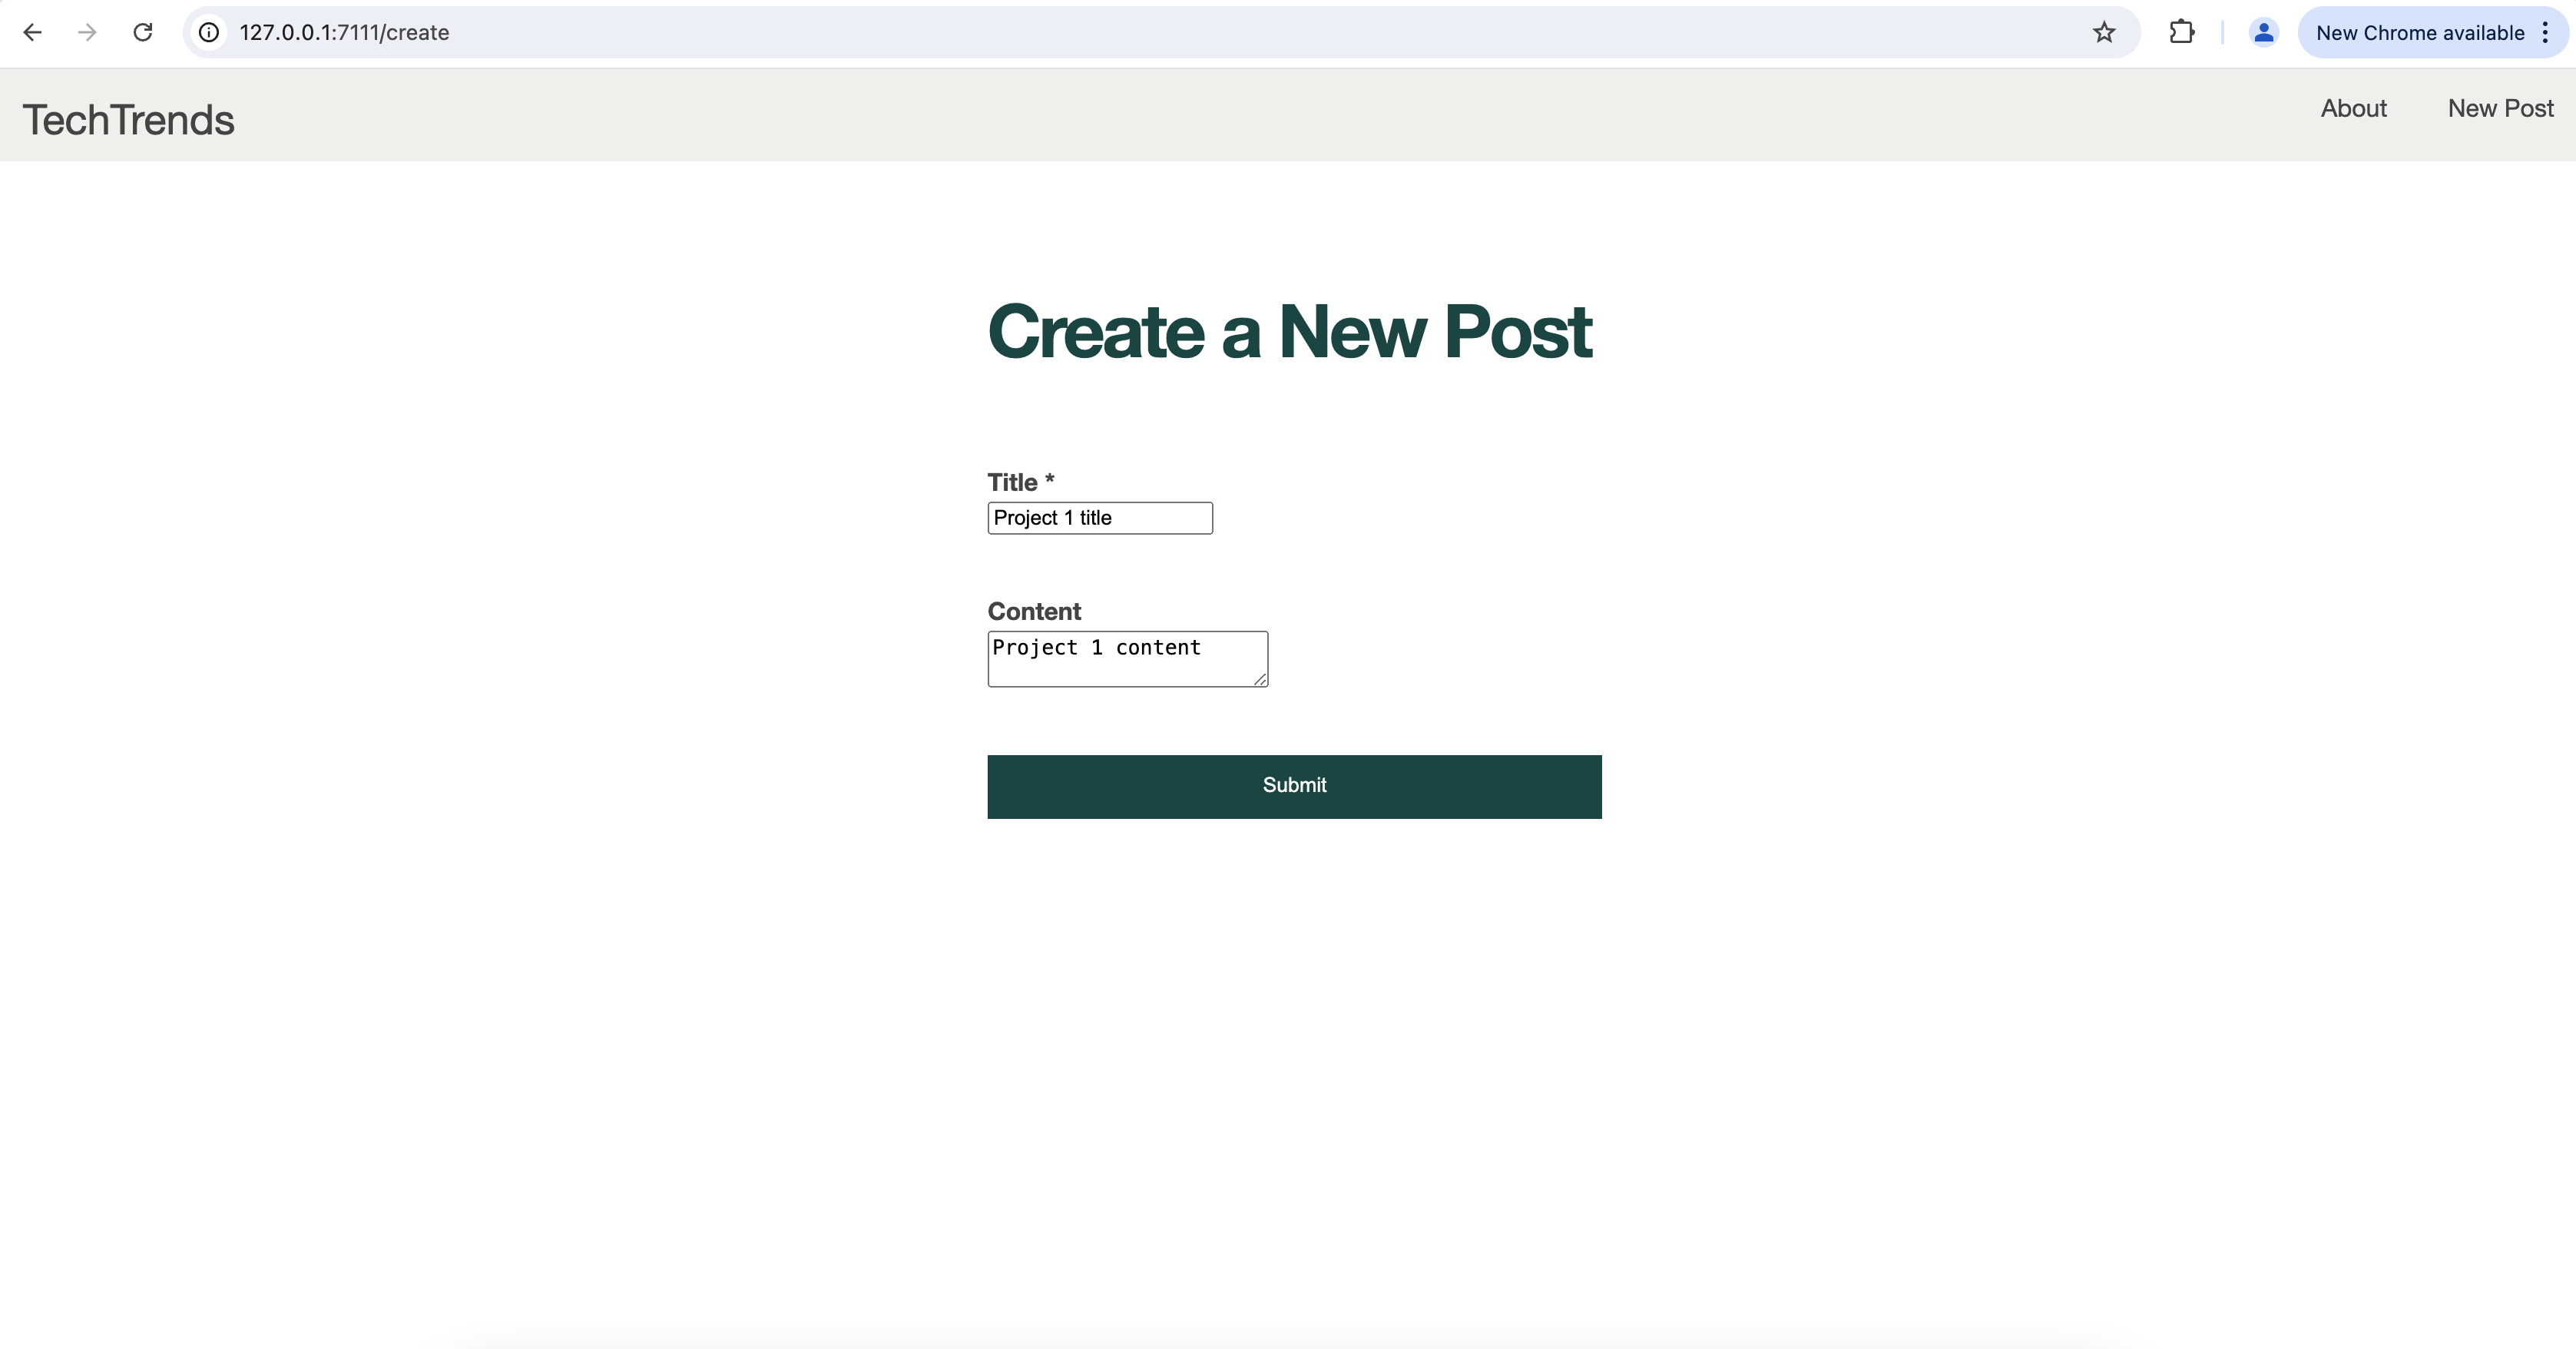 127.0.0.1:7111/create
New Chrome available
TechTrends
About
New Post
Create a New Post
Title *
Project 1 title
Content
Project 1 content
Submit